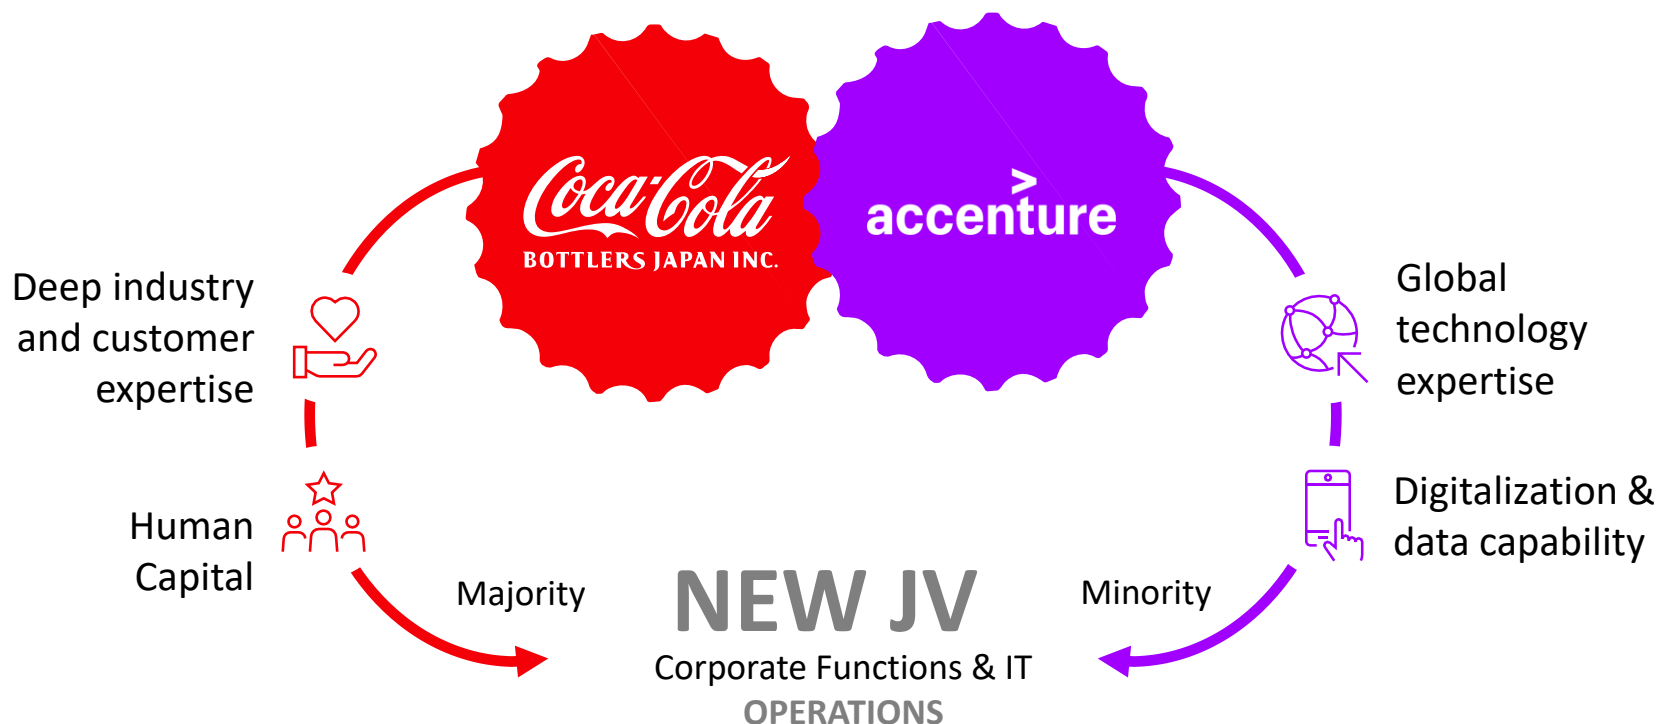 Coca-Cola
BOTTLERS JAPAN INC.
accenture
Deep industry
and customer
expertise
Human
Capital
Global
technology
expertise
Digitalization &
data capability
Majority
NEW JV
Minority
Corporate Functions & IT
OPERATIONS